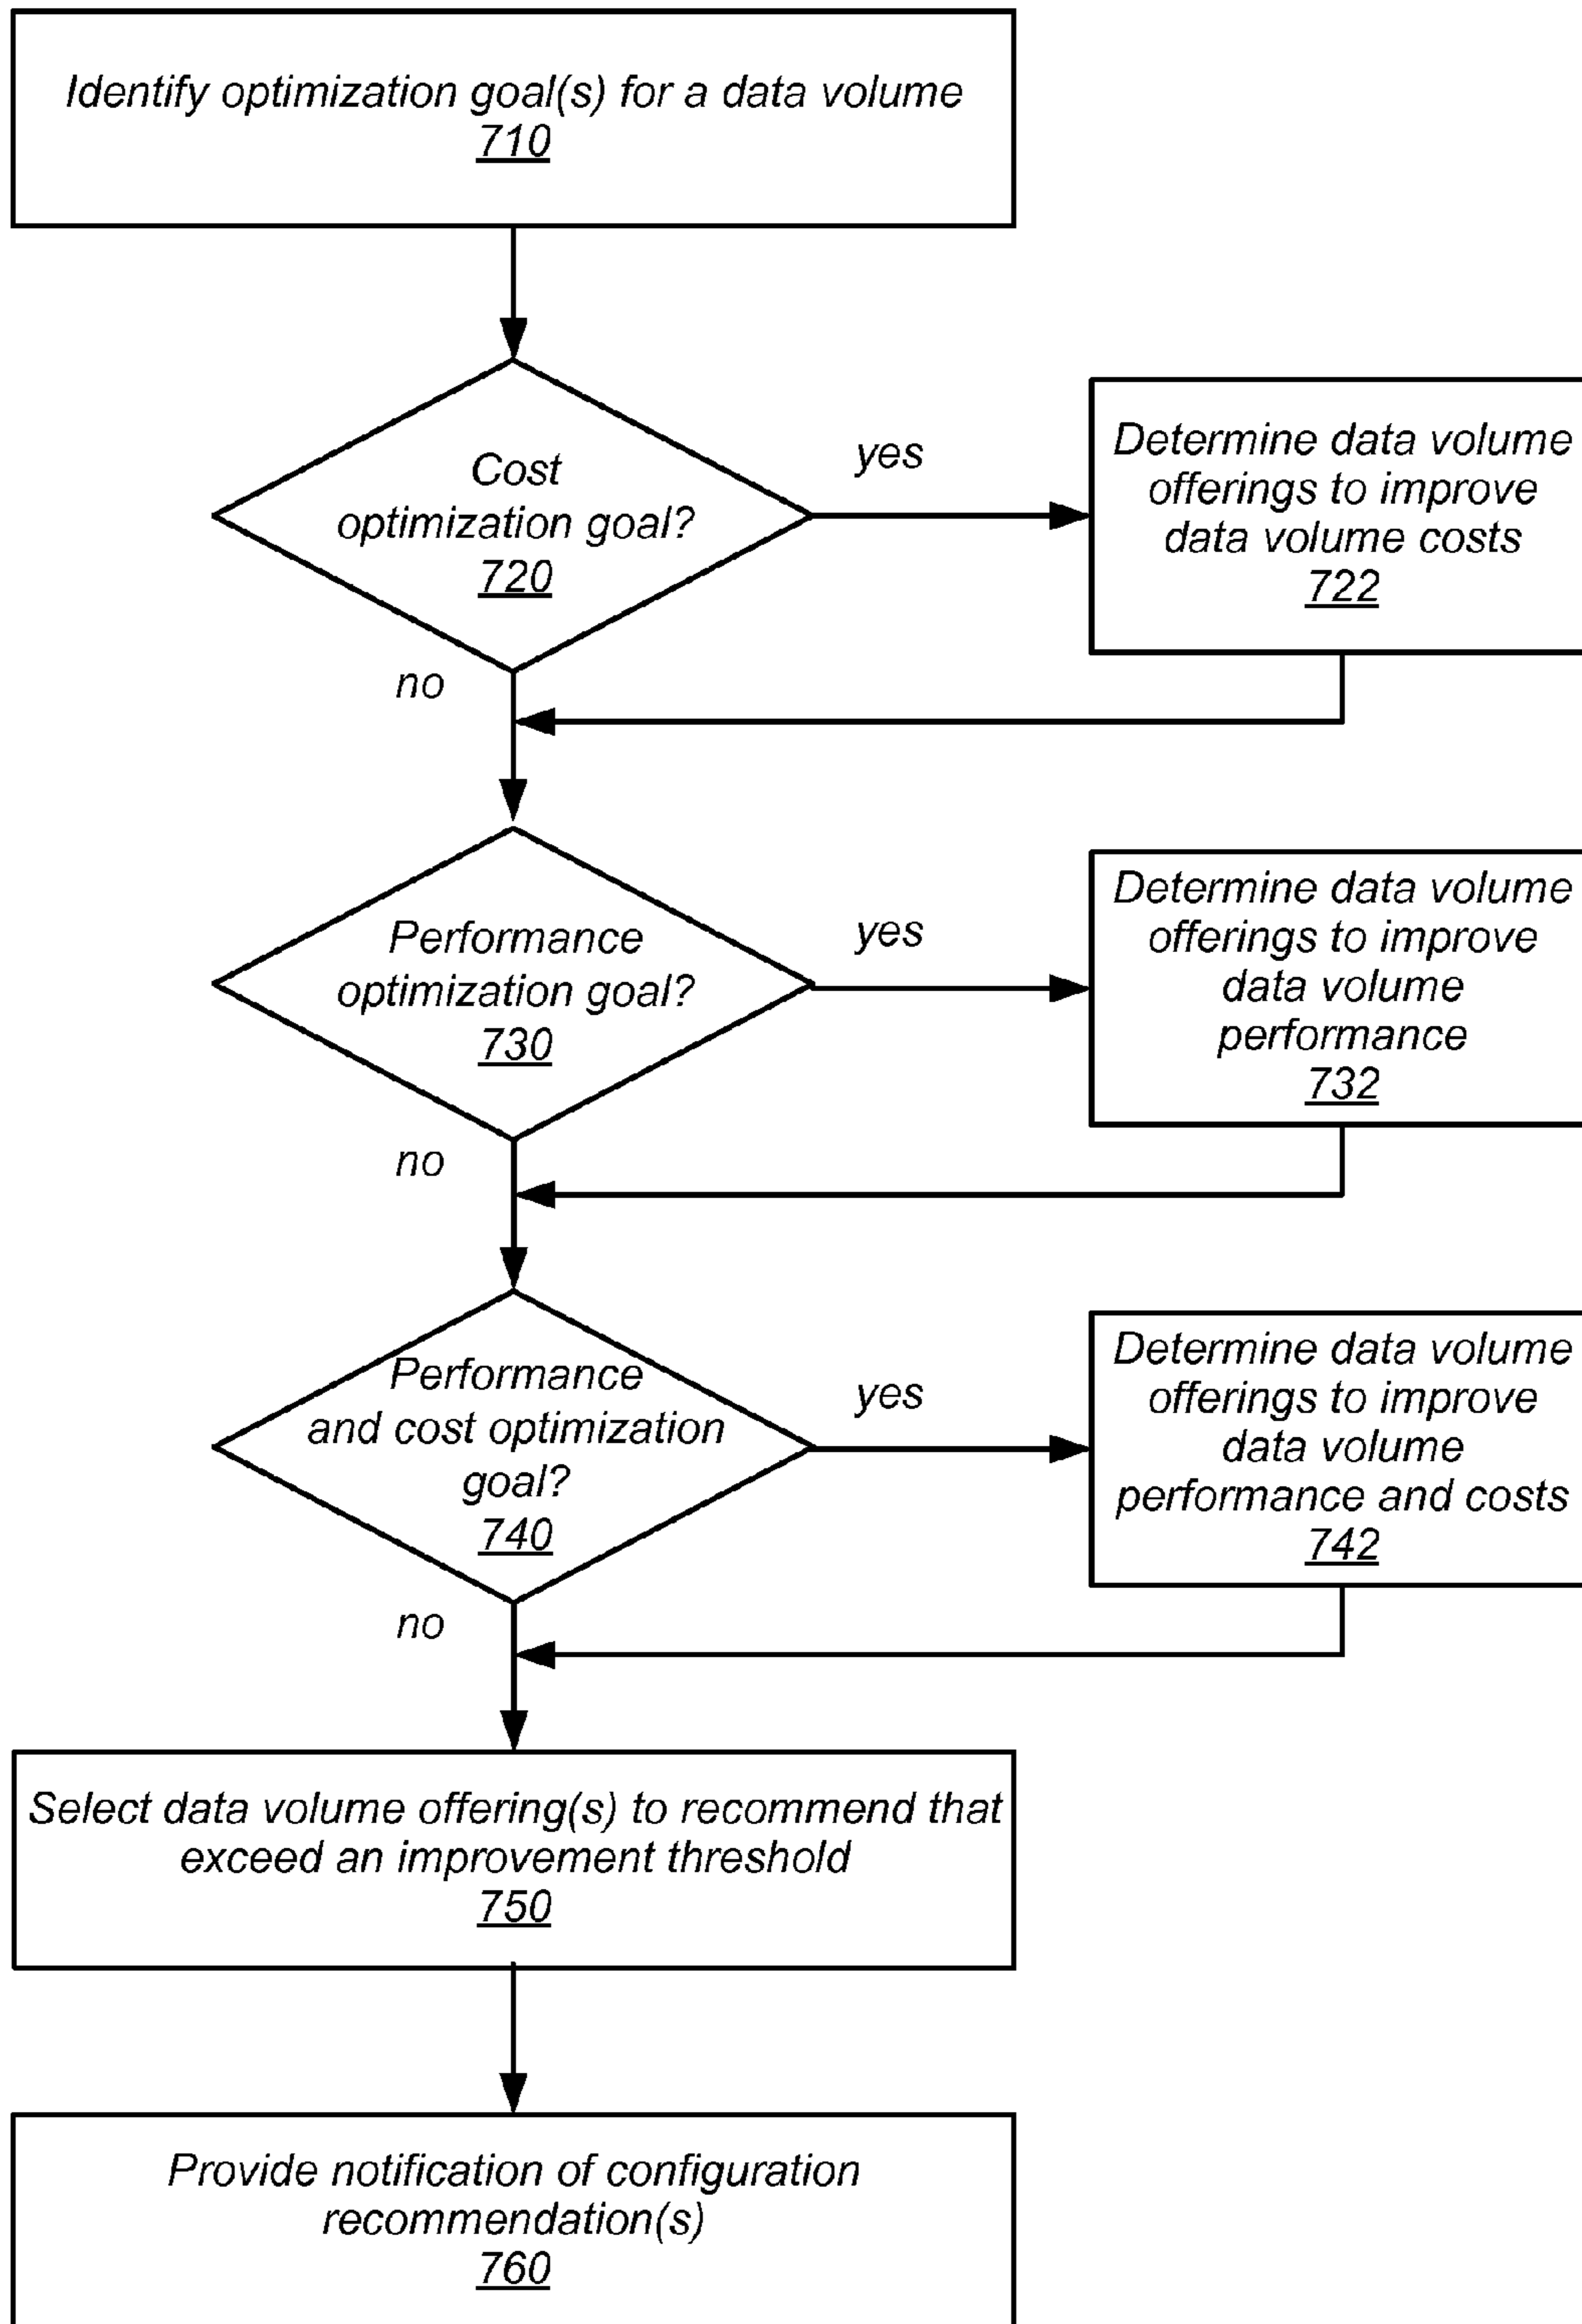 Identify optimization goal(s) for a data volume
710
Cost
optimization goal?
720
yes
Determine data volume
offerings to improve
data volume costs
722
no
Performance
optimization goal?
730
yes
Determine data volume
offerings to improve
data volume
performance
732
no
Performance
and cost optimization
goal?
740
yes
Determine data volume
offerings to improve
data volume
performance and costs
742
no
Select data volume offering(s) to recommend that
exceed an improvement threshold
750
Provide notification of configuration
recommendation(s)
760